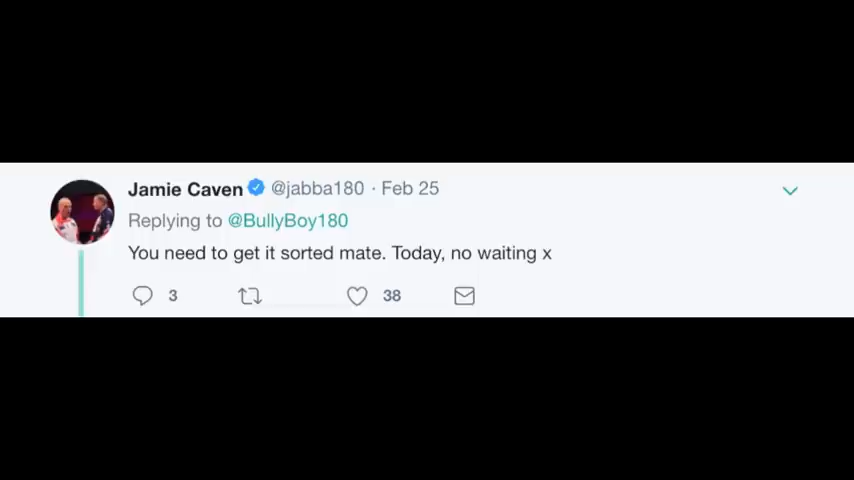 Jamie Caven @jabba180 · Feb 25
Replying to @BullyBoy180
You need to get it sorted mate. Today, no waiting x
3 38